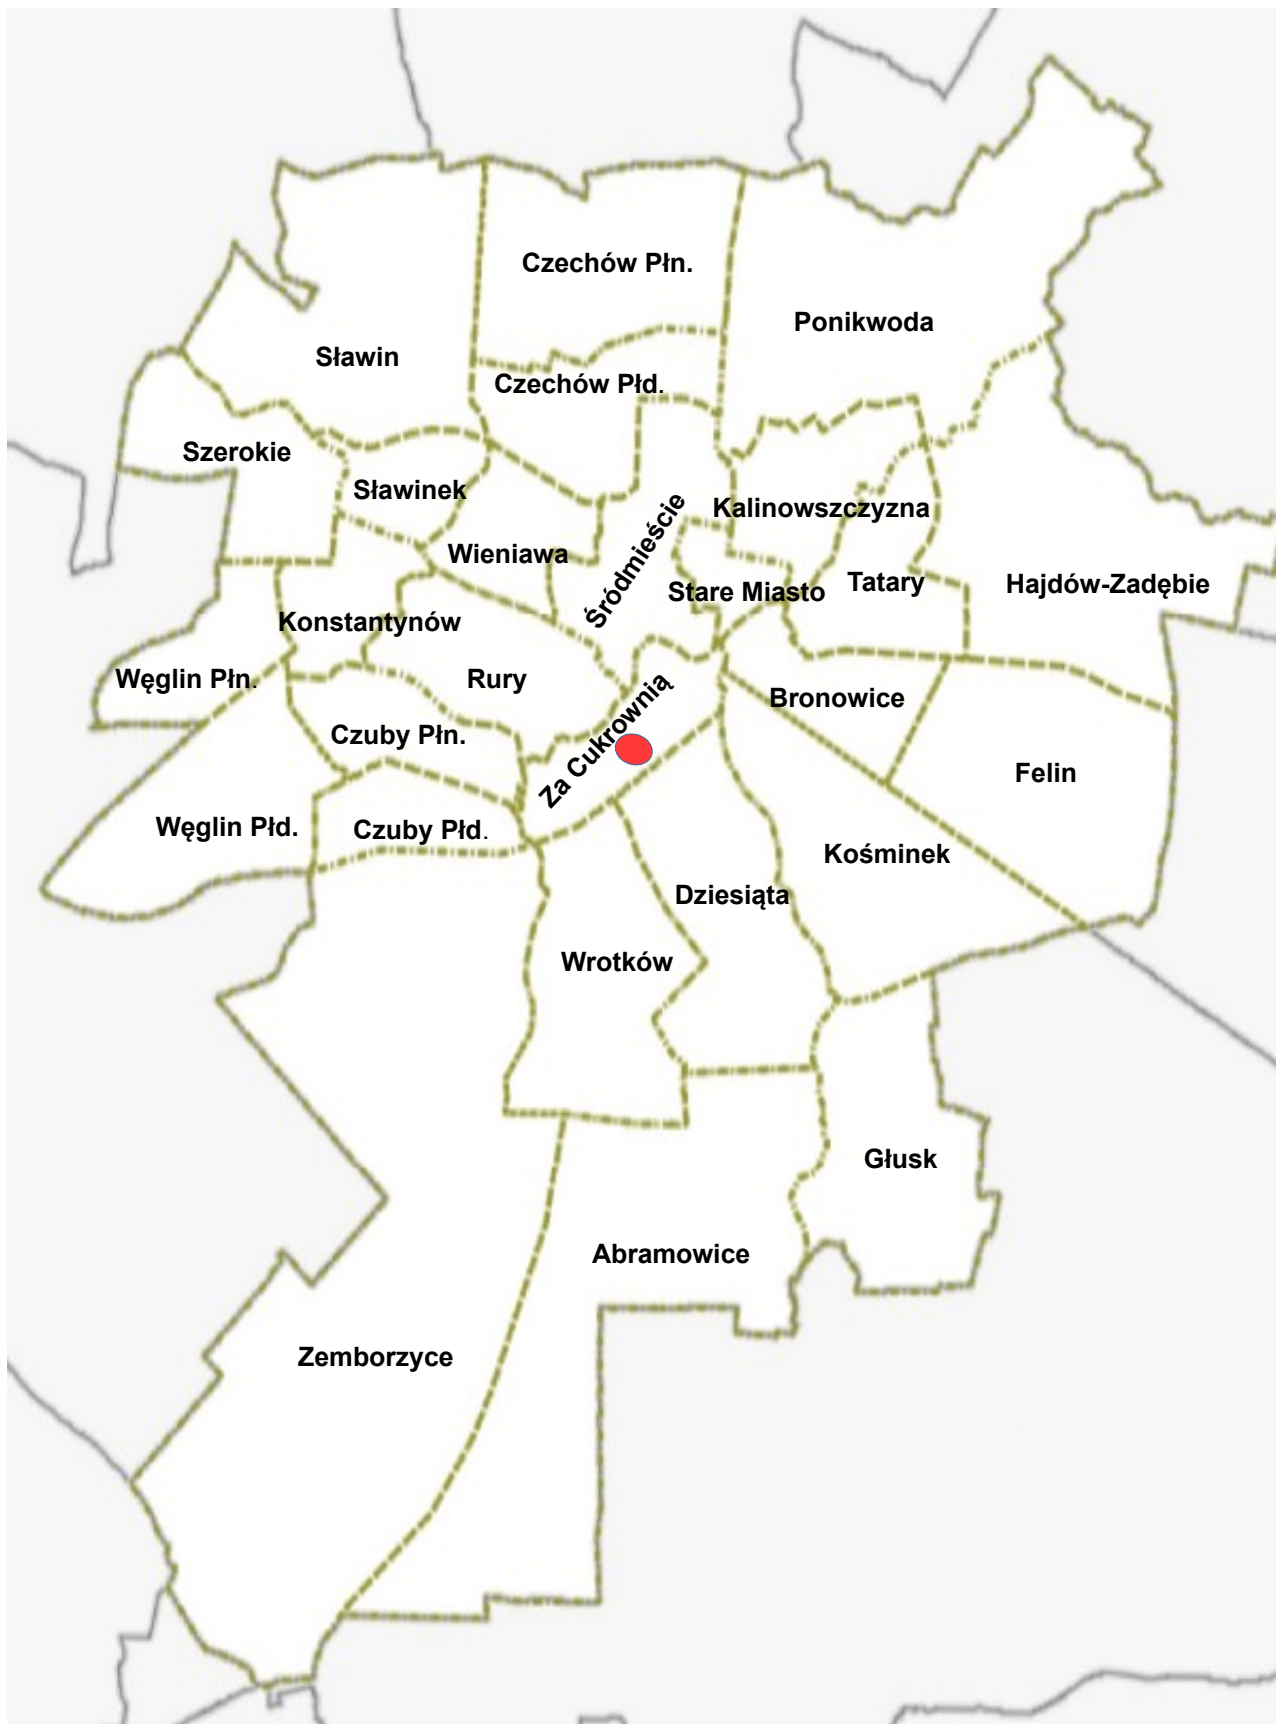 Czechów Płn.
Ponikwoda
Sławin
Czechów Płd.
Szerokie
Sławinek
Kalinowszczyzna
Śródmieście
Wieniawa
Stare Miasto
Tatary
Hajdów-Zadębie
Konstantynów
Węglin Płn.
Rury
Bronowice
Za Cukrownią
Czuby Płn.
Felin
Węglin Płd.
Czuby Płd.
Kośminek
Dziesiąta
Wrotków
Głusk
Abramowice
Zemborzyce